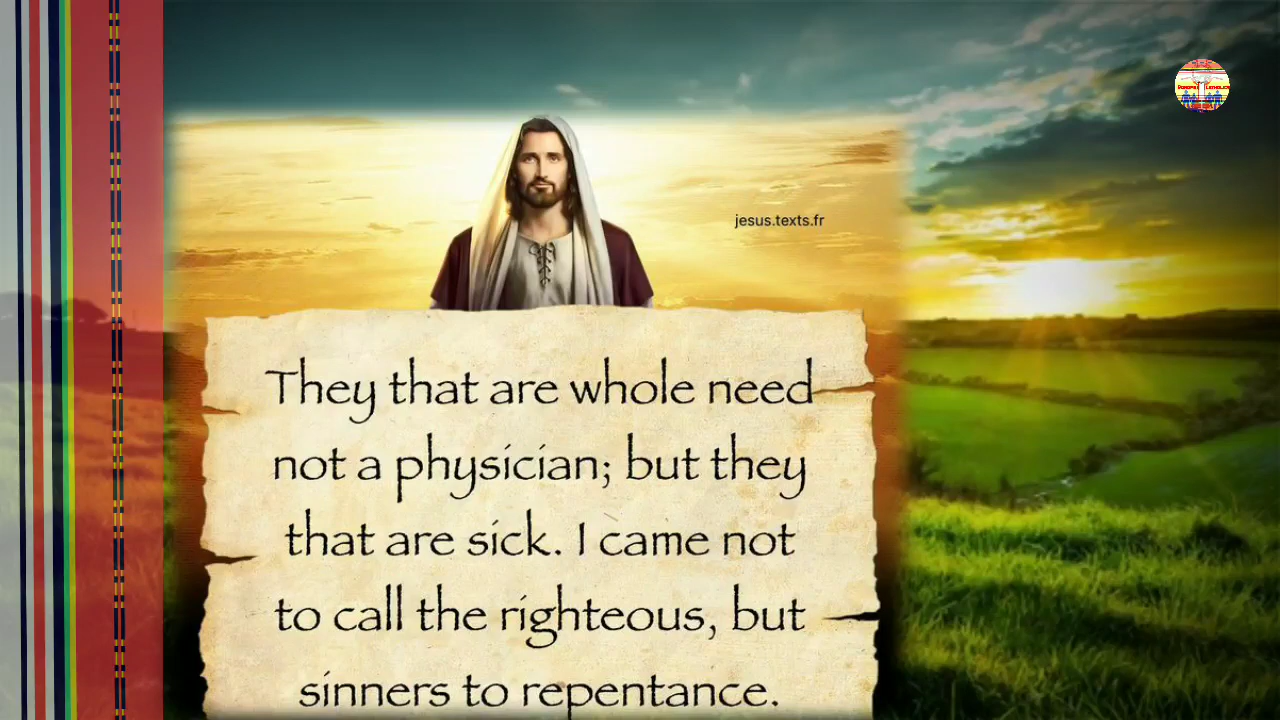 jesus.texts.fr
They that are whole need
not a physician; but they
that are sick. I came not
to call the righteous, but
sinners to repentance.